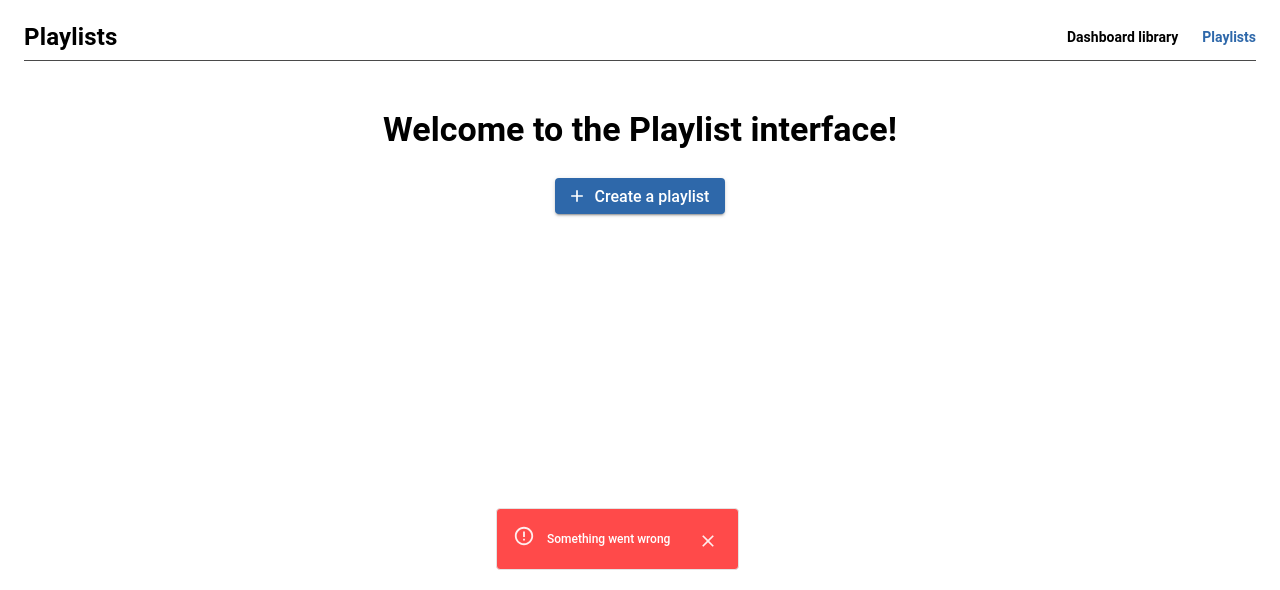 Playlists
Dashboard library
Playlists
Welcome to the Playlist interface!
Create a playlist
Something went wrong